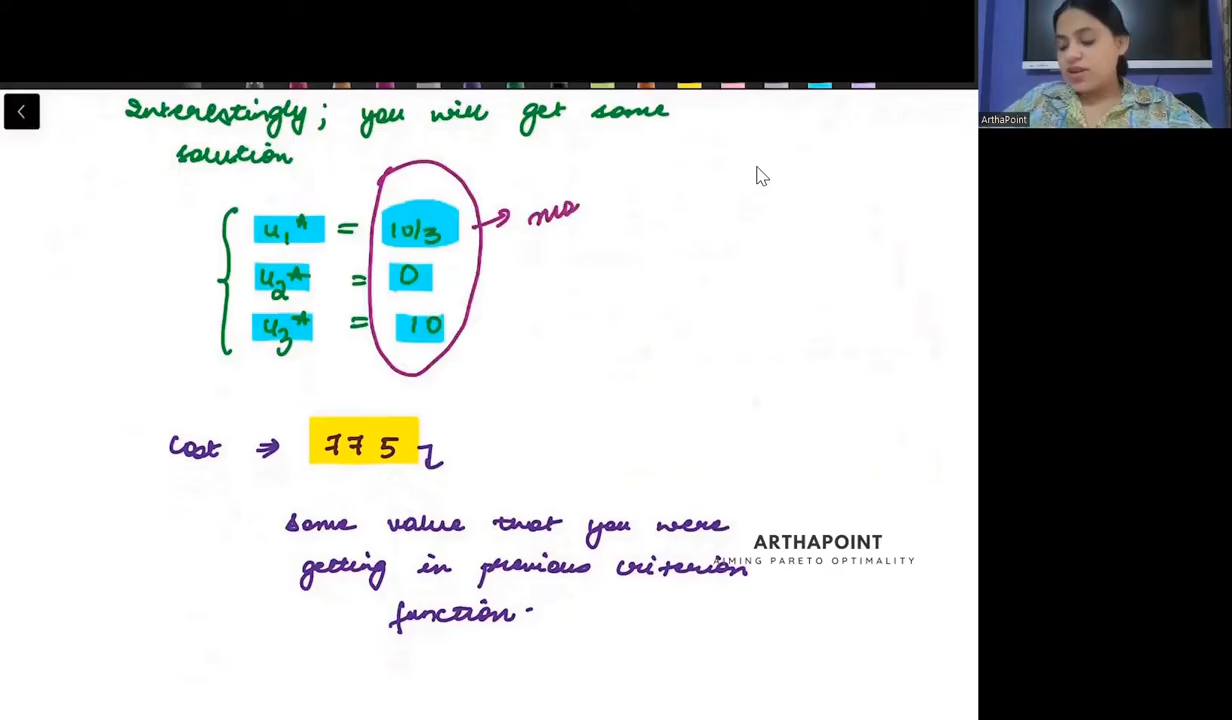 Interestingly; you will get same
solution
u1* = 10/3
u2* = 0
u3* = 10
Cost ⇒ 775
same value that you were
getting in previous criterion
function.
ARTHAPOINT
AIMING PARETO OPTIMALITY
ArthaPoint